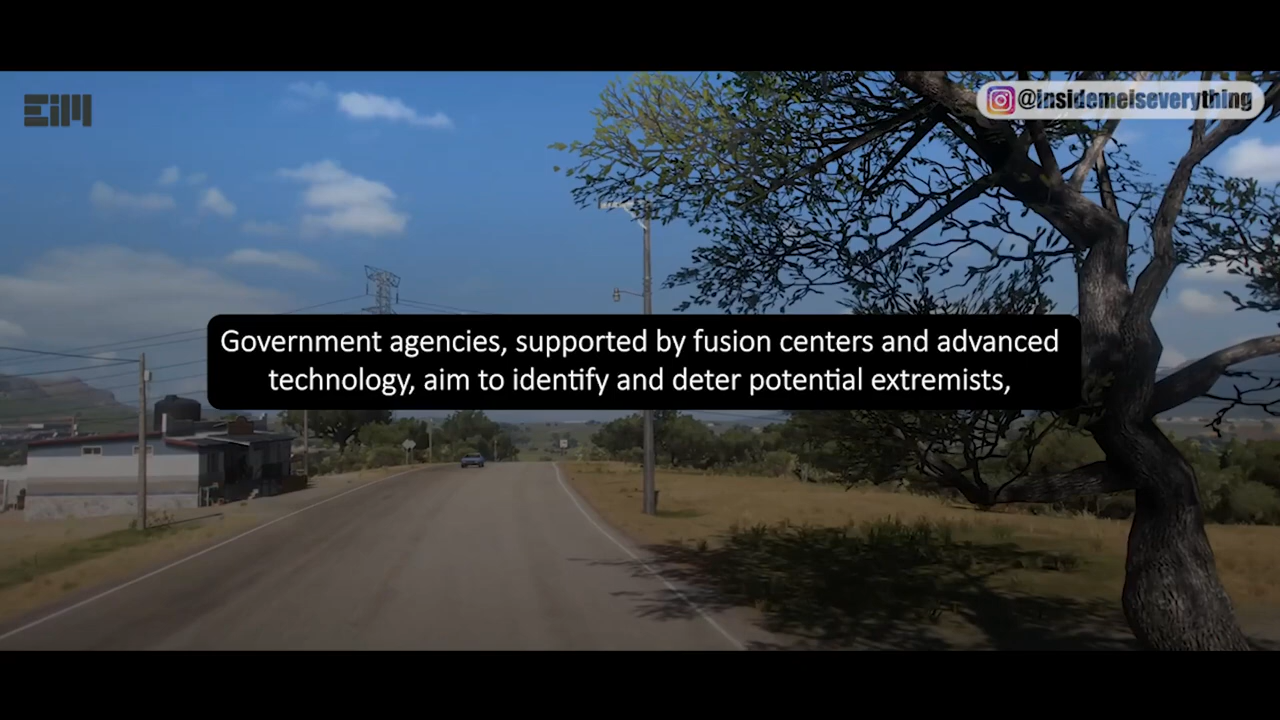 EiM
@insidemeiseverything
Government agencies, supported by fusion centers and advanced
technology, aim to identify and deter potential extremists,